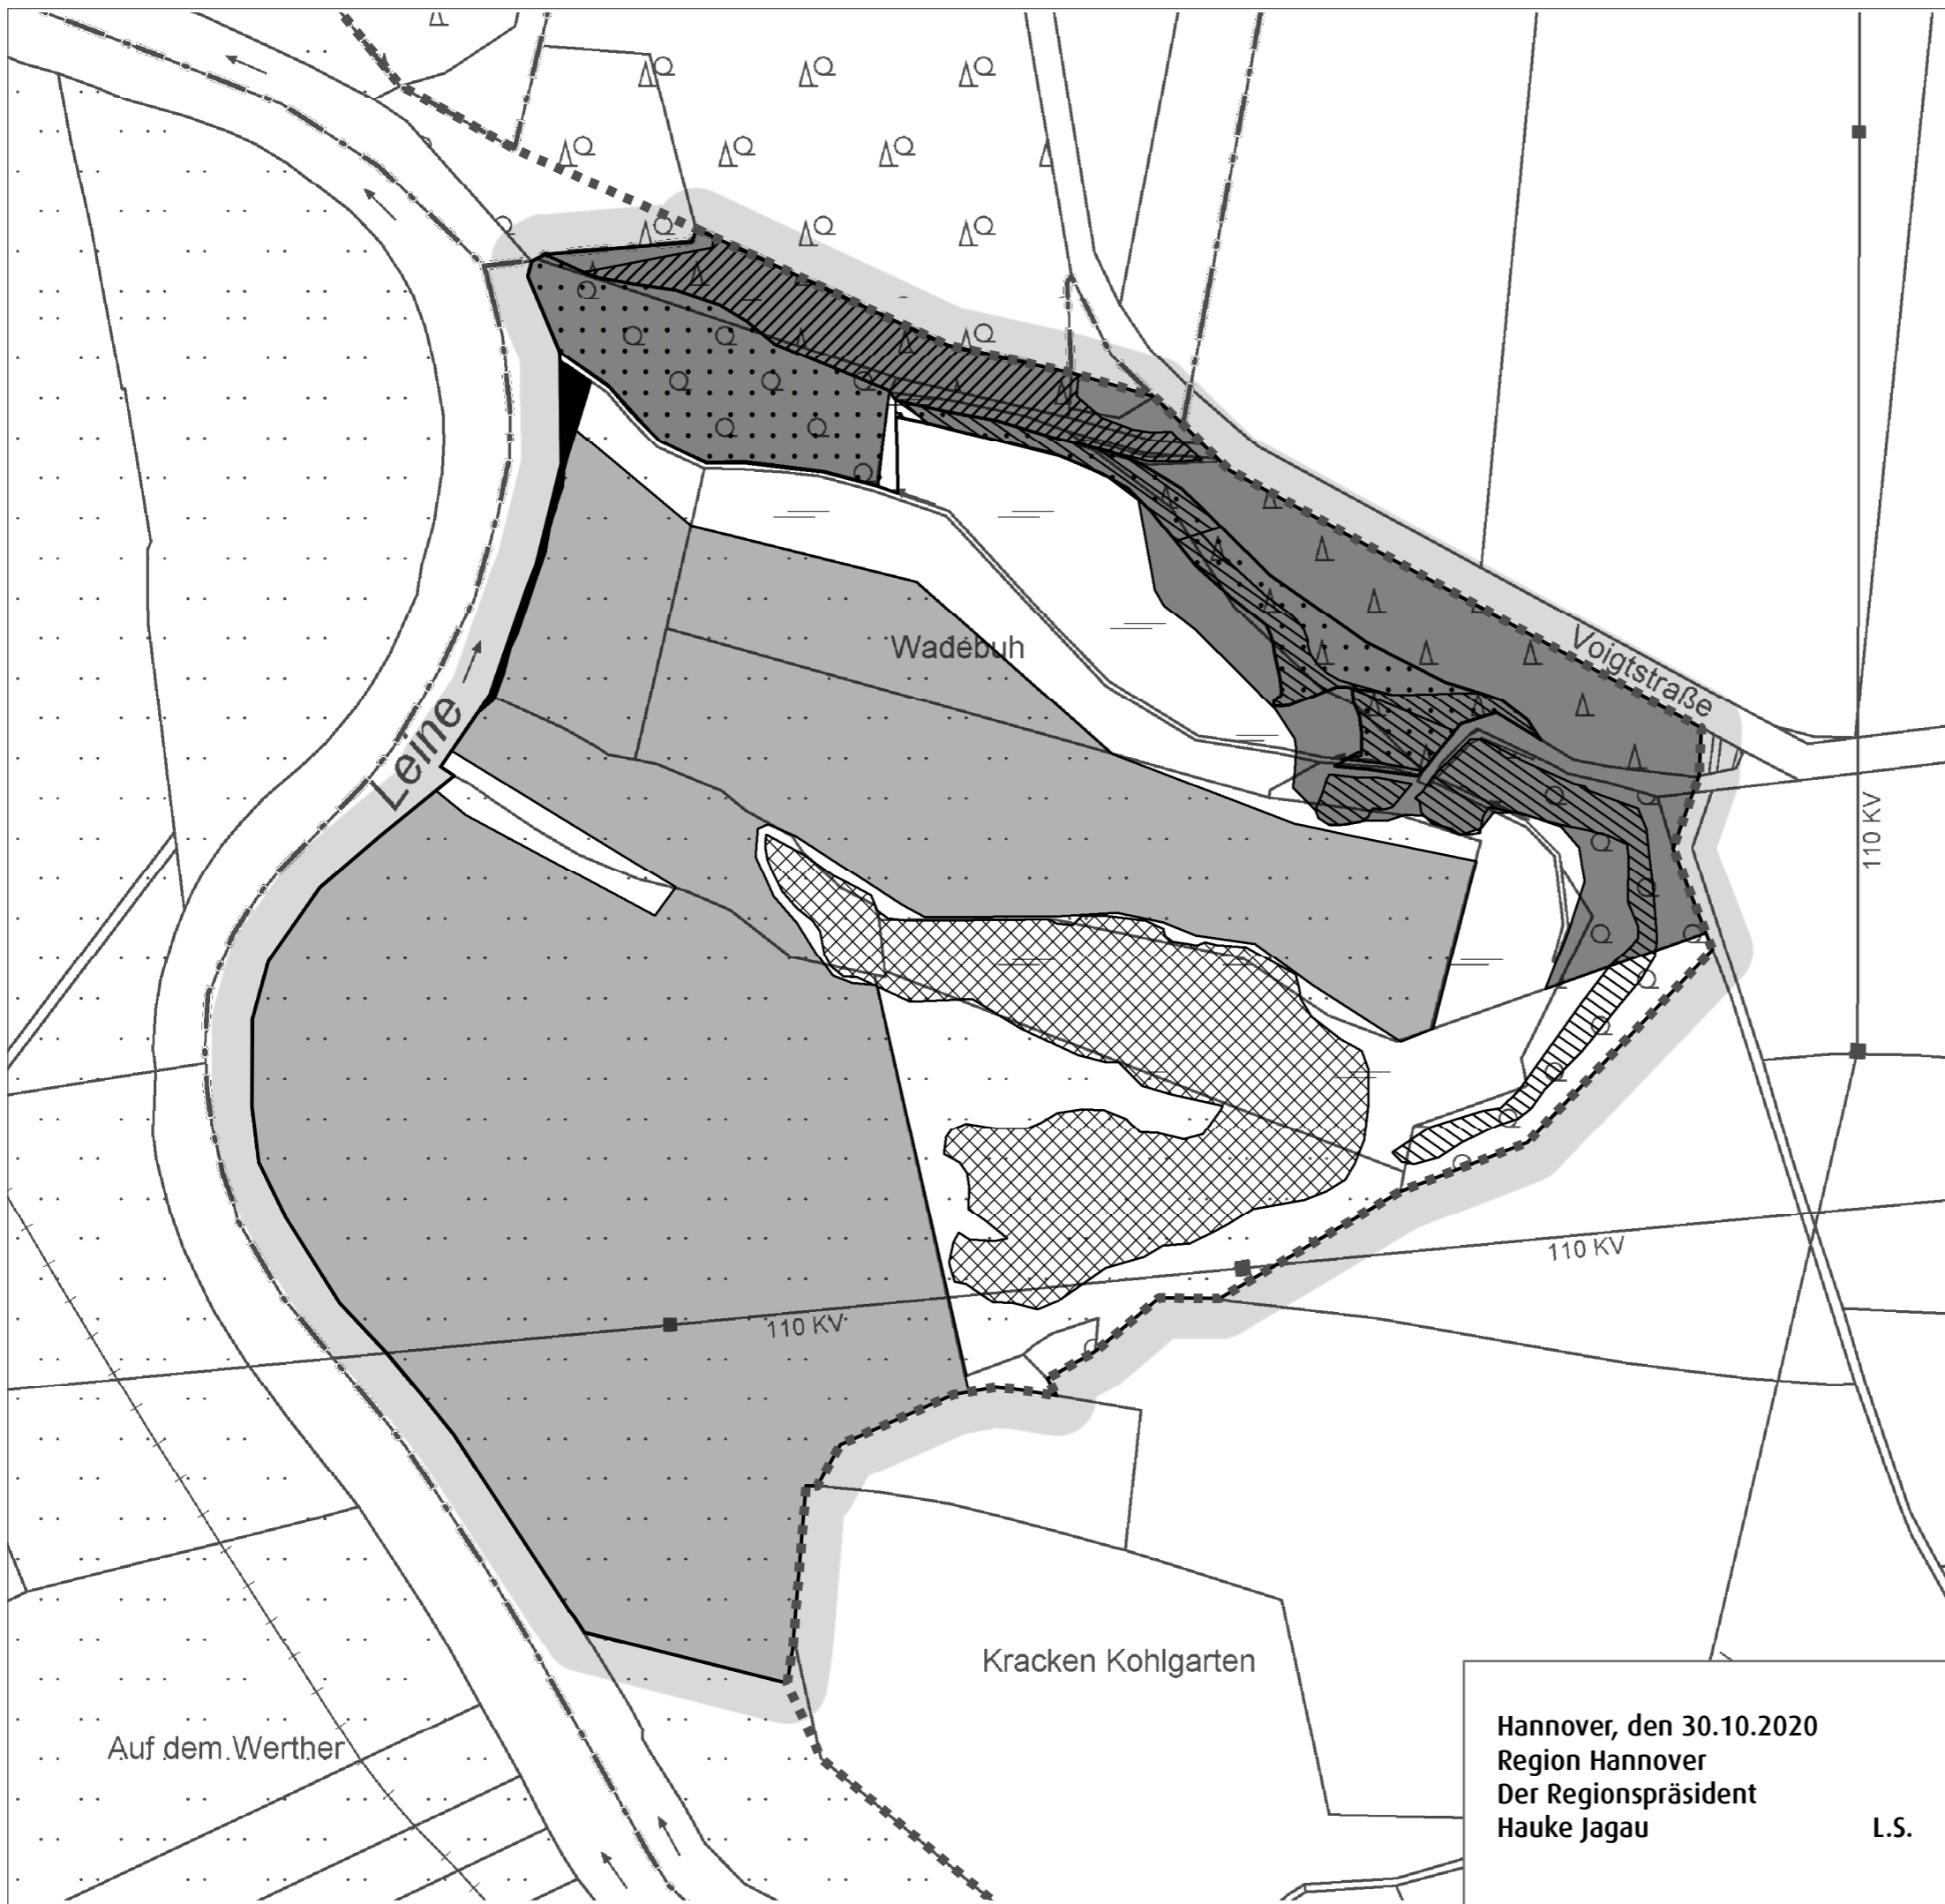 Wadebuh
Voigtstraße
Leine
110 KV
110 KV
110 KV
Kracken Kohlgarten
Auf dem Werther
Hannover, den 30.10.2020
Region Hannover
Der Regionspräsident
Hauke Jagau L.S.